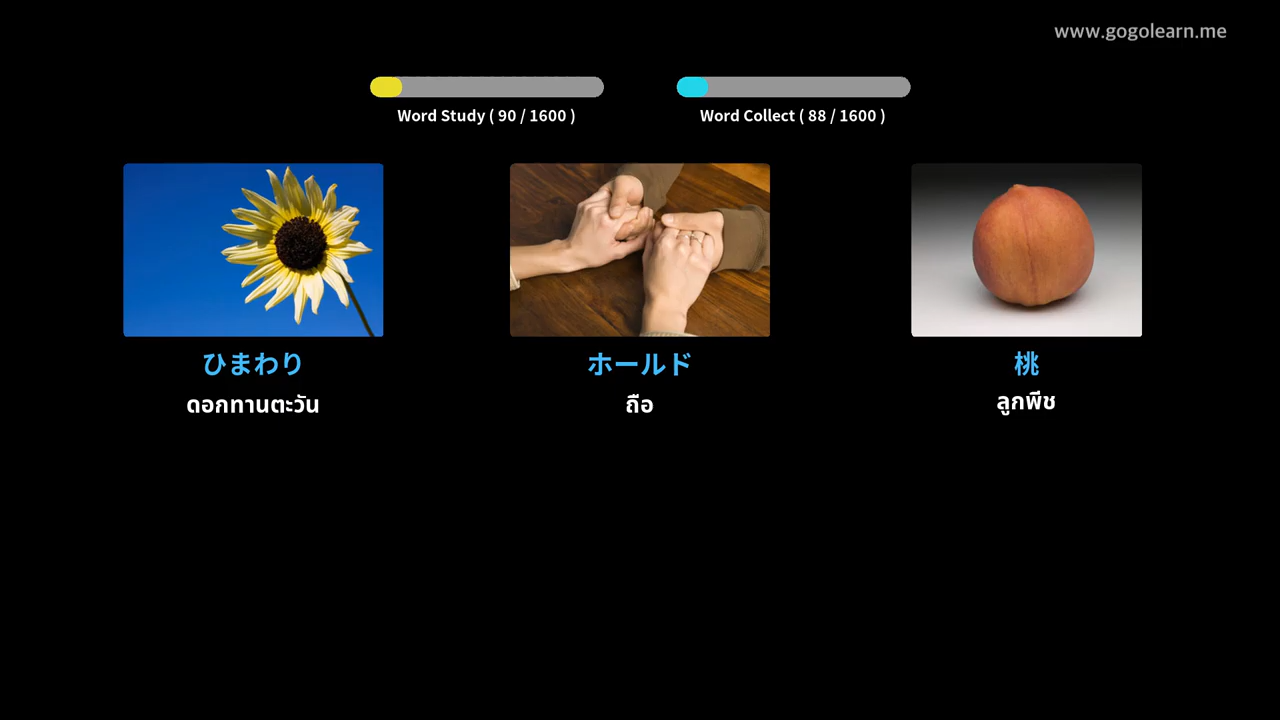 www.gogolearn.me
Word Study ( 90 / 1600 )
Word Collect ( 88 / 1600 )
ひまわり
ホールド
桃
ดอกทานตะวัน
ถือ
ลูกพีช